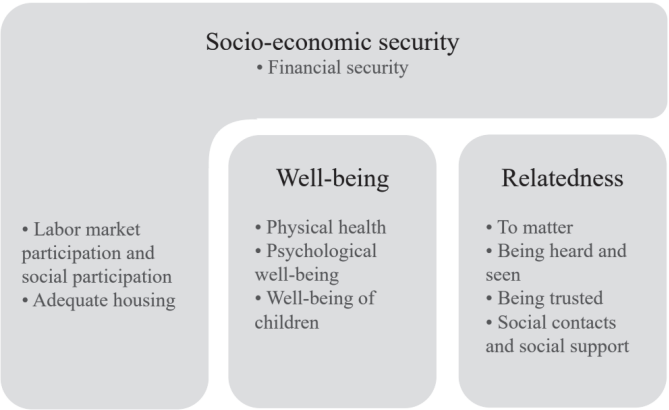 Socio-economic security
• Financial security
• Labor market
participation and
social participation
• Adequate housing
Well-being
• Physical health
• Psychological
well-being
• Well-being of
children
Relatedness
• To matter
• Being heard and
seen
• Being trusted
• Social contacts
and social support